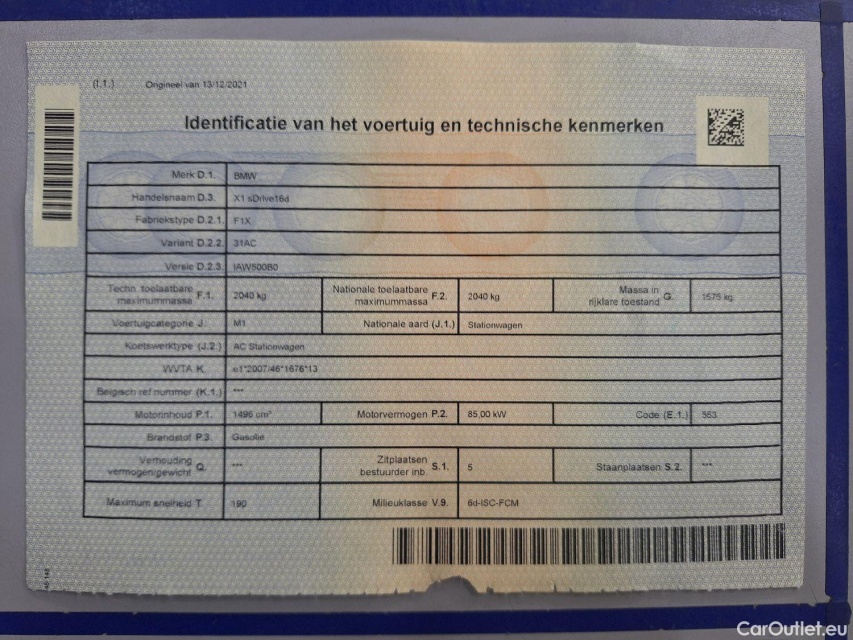 (I.1.) Origineel van 13/12/2021
Identificatie van het voertuig en technische kenmerken
Merk D.1. BMW
Handelsnaam D.3. X1 sDrive16d
Fabriekstype D.2.1. F1X
Variant D.2.2. 31AC
Versie D.2.3. IAW500B0
Techn toelaatbare maximummassa F.1. 2040 kg Nationale toelaatbare maximummassa F.2. 2040 kg Massa in rijklare toestand G. 1575 kg
Voertuigcategorie J. M1 Nationale aard (J.1.) Stationwagen
Koetswerktype (J.2.) AC Stationwagen
WVTA K. e1*2007/46*1676*13
Belgisch ref nummer (K.1.) ***
Motorinhoud P.1. 1496 cm³ Motorvermogen P.2. 85,00 kW Code (E.1.) 553
Brandstof P.3. Gasolie
Verhouding vermogen/gewicht Q. *** Zitplaatsen bestuurder inb. S.1. 5 Staanplaatsen S.2. ***
Maximum snelheid T. 190 Milieuklasse V.9. 6d-ISC-FCM
CarOutlet.eu